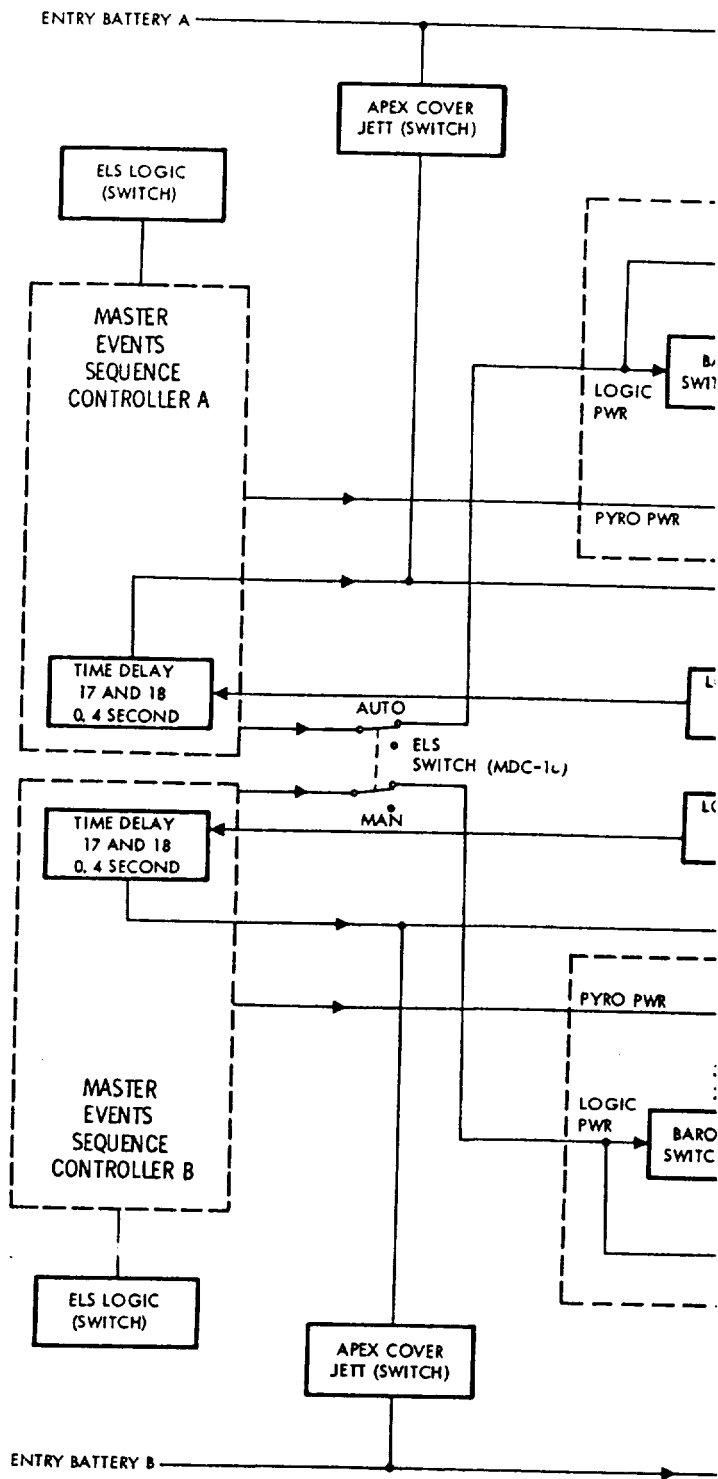 ENTRY BATTERY A
APEX COVER
JETT (SWITCH)
ELS LOGIC
(SWITCH)
MASTER
EVENTS
SEQUENCE
CONTROLLER A
LOGIC
PWR
PYRO PWR
TIME DELAY
17 AND 18
0, 4 SECOND
AUTO
ELS
SWITCH
MAN
TIME DELAY
17 AND 18
0, 4 SECOND
PYRO PWR
MASTER
EVENTS
SEQUENCE
CONTROLLER B
LOGIC
PWR
BARO
SWITC
ELS LOGIC
(SWITCH)
APEX COVER
JETT (SWITCH)
ENTRY BATTERY B